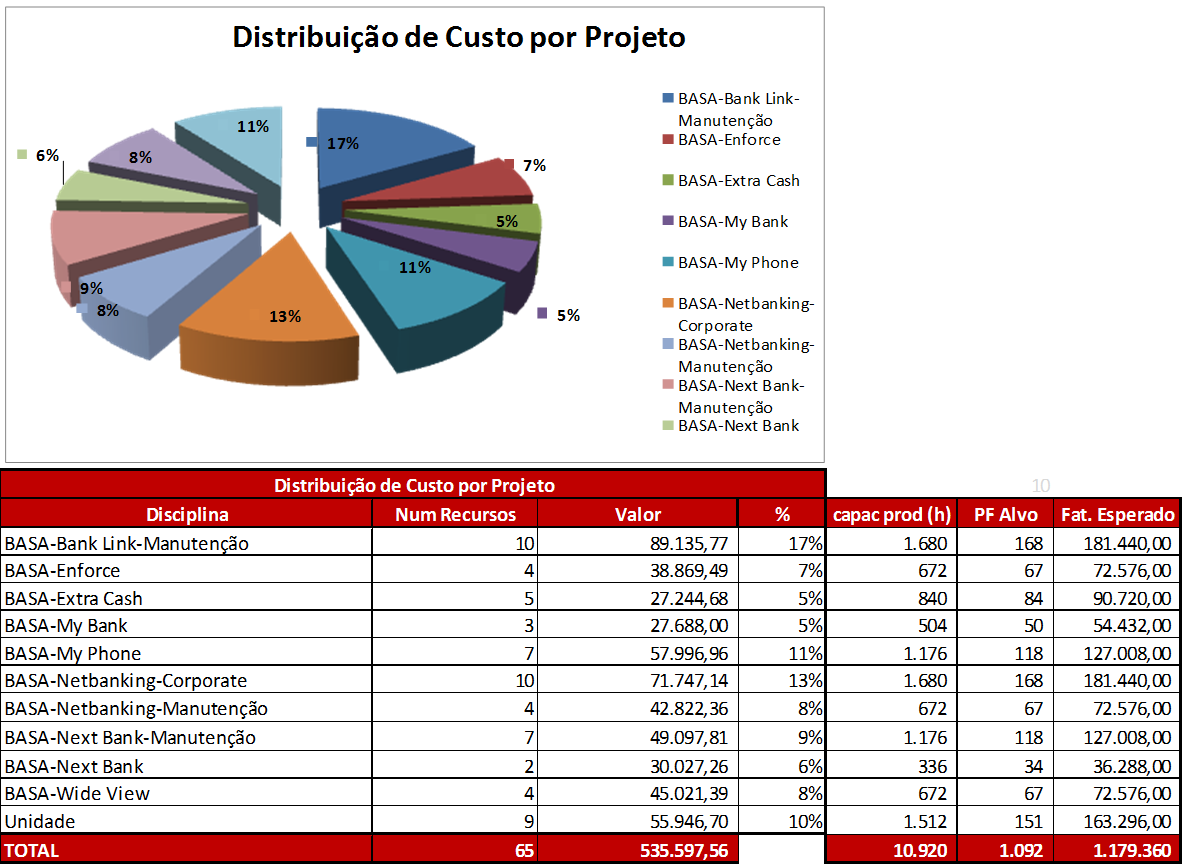 Distribuição de Custo por Projeto
11%
17%
8%
6%
7%
5%
11%
9%
8%
13%
5%
BASA-Bank Link-
Manutenção
BASA-Enforce
BASA-Extra Cash
BASA-My Bank
BASA-My Phone
BASA-Netbanking-
Corporate
BASA-Netbanking-
Manutenção
BASA-Next Bank-
Manutenção
BASA-Next Bank
Distribuição de Custo por Projeto 10
Disciplina Num Recursos Valor % capac prod (h) PF Alvo Fat. Esperado
BASA-Bank Link-Manutenção 10 89.135,77 17% 1.680 168 181.440,00
BASA-Enforce 4 38.869,49 7% 672 67 72.576,00
BASA-Extra Cash 5 27.244,68 5% 840 84 90.720,00
BASA-My Bank 3 27.688,00 5% 504 50 54.432,00
BASA-My Phone 7 57.996,96 11% 1.176 118 127.008,00
BASA-Netbanking-Corporate 10 71.747,14 13% 1.680 168 181.440,00
BASA-Netbanking-Manutenção 4 42.822,36 8% 672 67 72.576,00
BASA-Next Bank-Manutenção 7 49.097,81 9% 1.176 118 127.008,00
BASA-Next Bank 2 30.027,26 6% 336 34 36.288,00
BASA-Wide View 4 45.021,39 8% 672 67 72.576,00
Unidade 9 55.946,70 10% 1.512 151 163.296,00
TOTAL 65 535.597,56 10.920 1.092 1.179.360